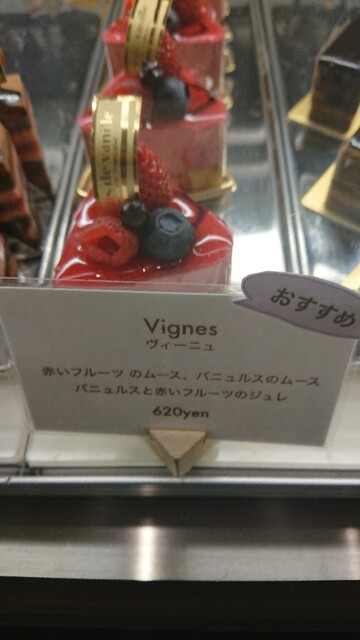 de vanille
おすすめ
Vignes
ヴィーニュ
赤いフルーツ のムース、バニュルスのムース
バニュルスと赤いフルーツのジュレ
620yen